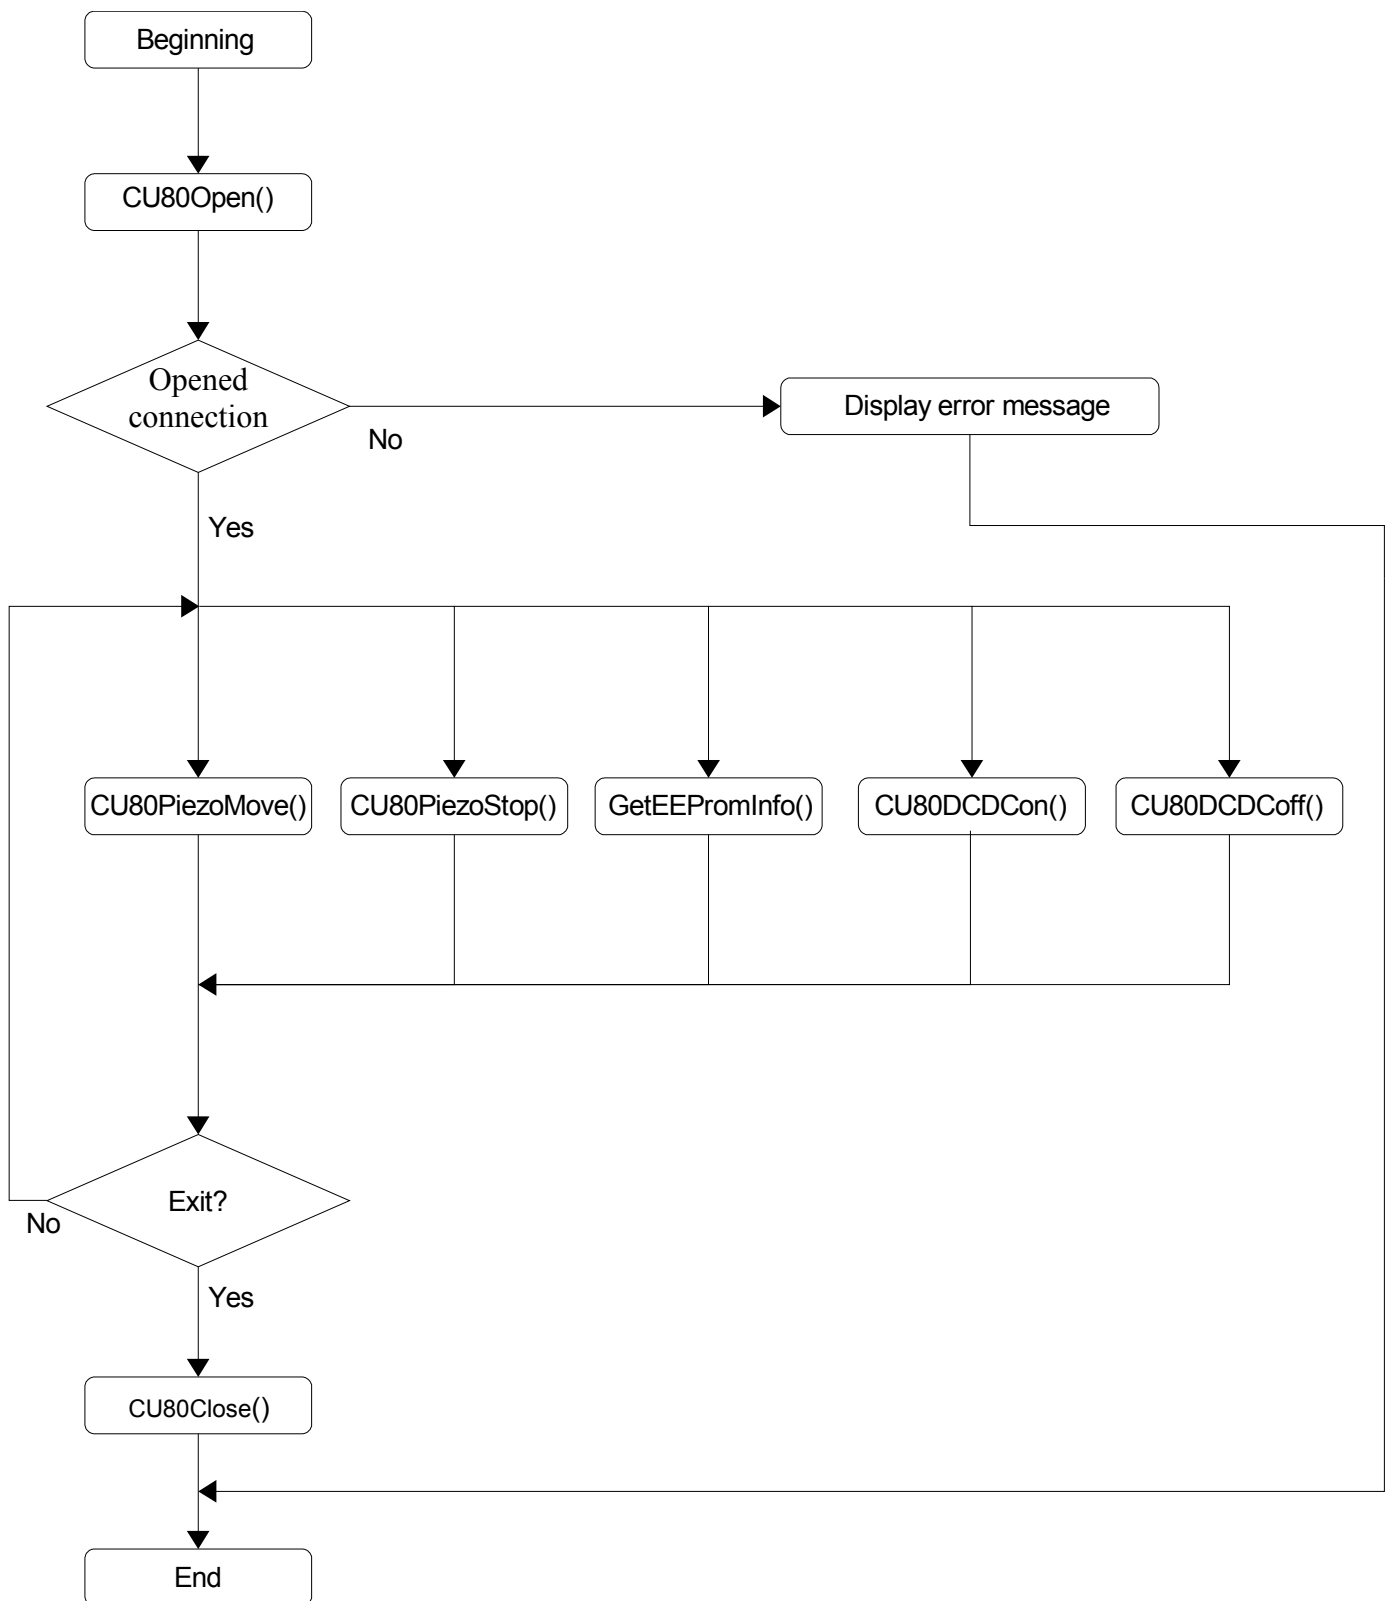 Beginning
CU80Open()
Opened
connection
No
Display error message
Yes
CU80PiezoMove()
CU80PiezoStop()
GetEEPromInfo()
CU80DCDCon()
CU80DCDCoff()
Exit?
No
Yes
CU80Close()
End